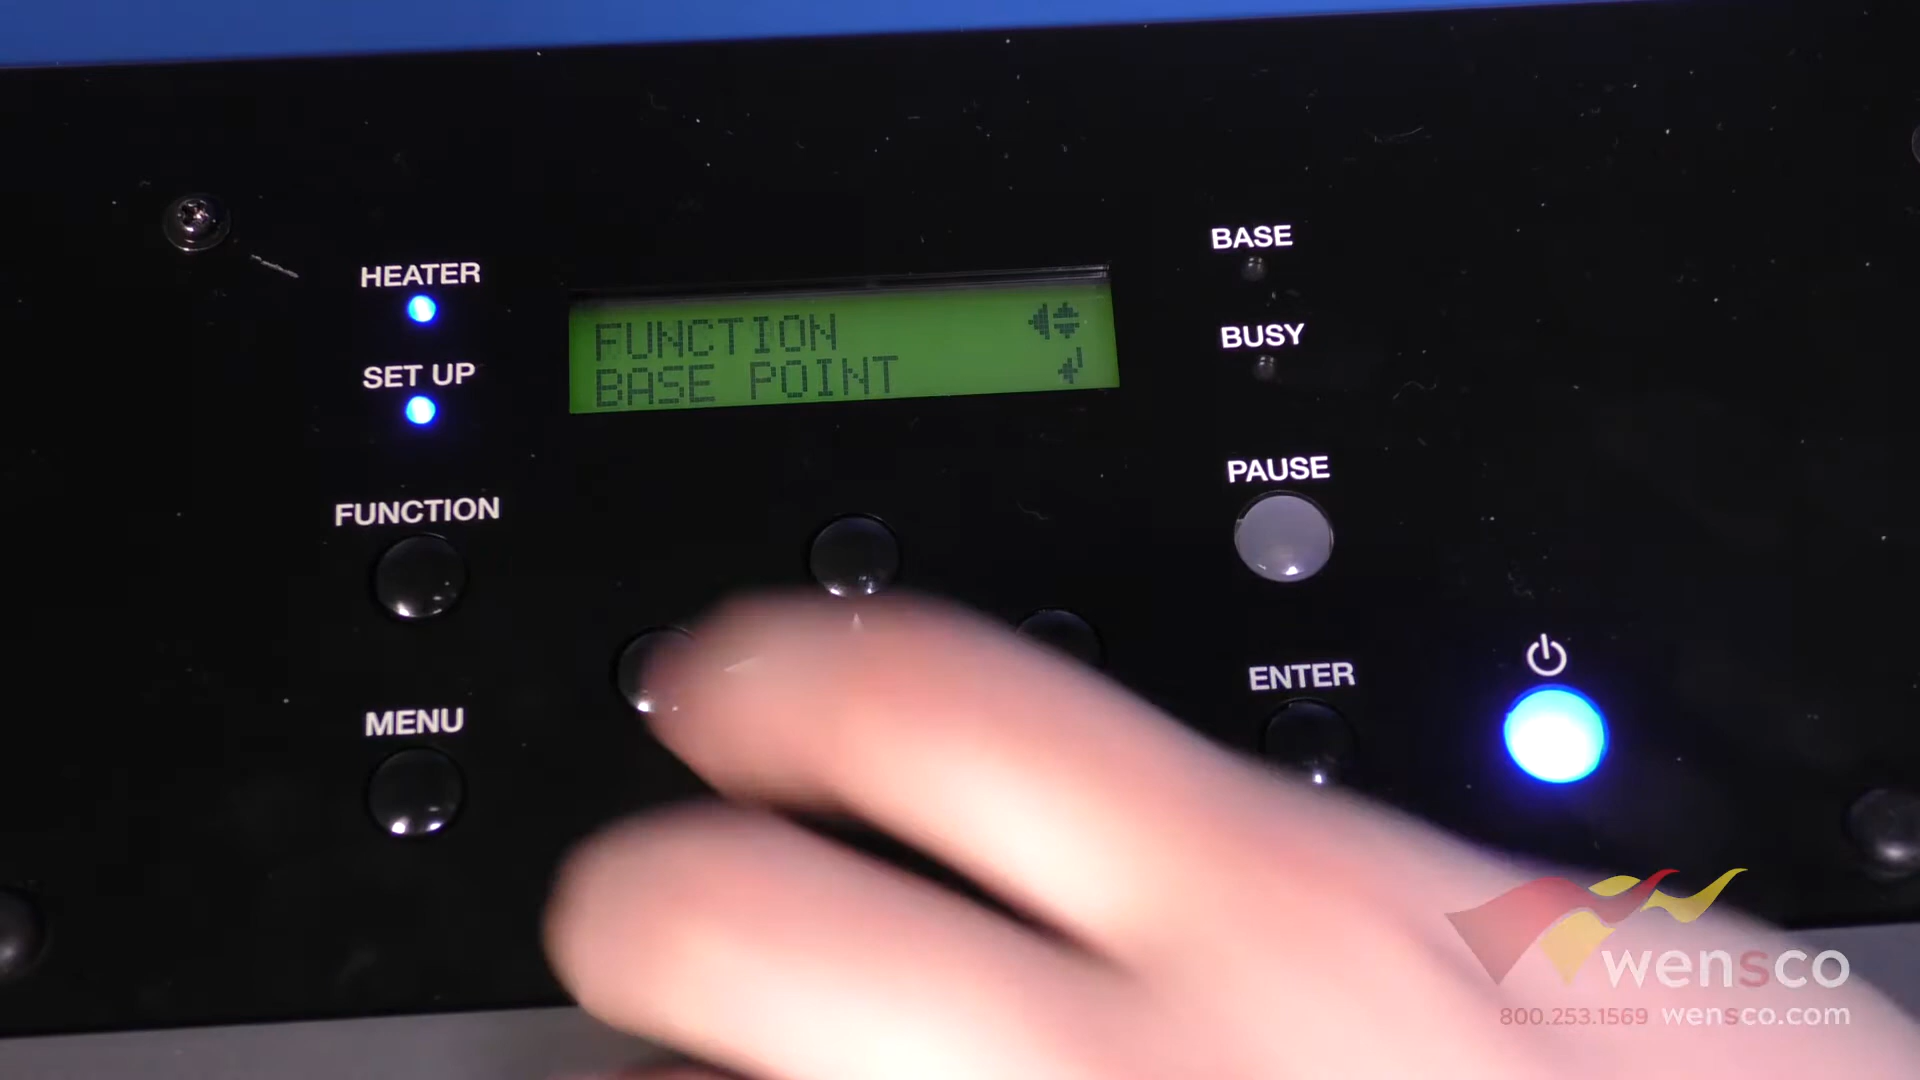 HEATER
SET UP
FUNCTION
BASE POINT
BASE
BUSY
FUNCTION
MENU
PAUSE
ENTER
wensco
800.253.1569 wensco.com